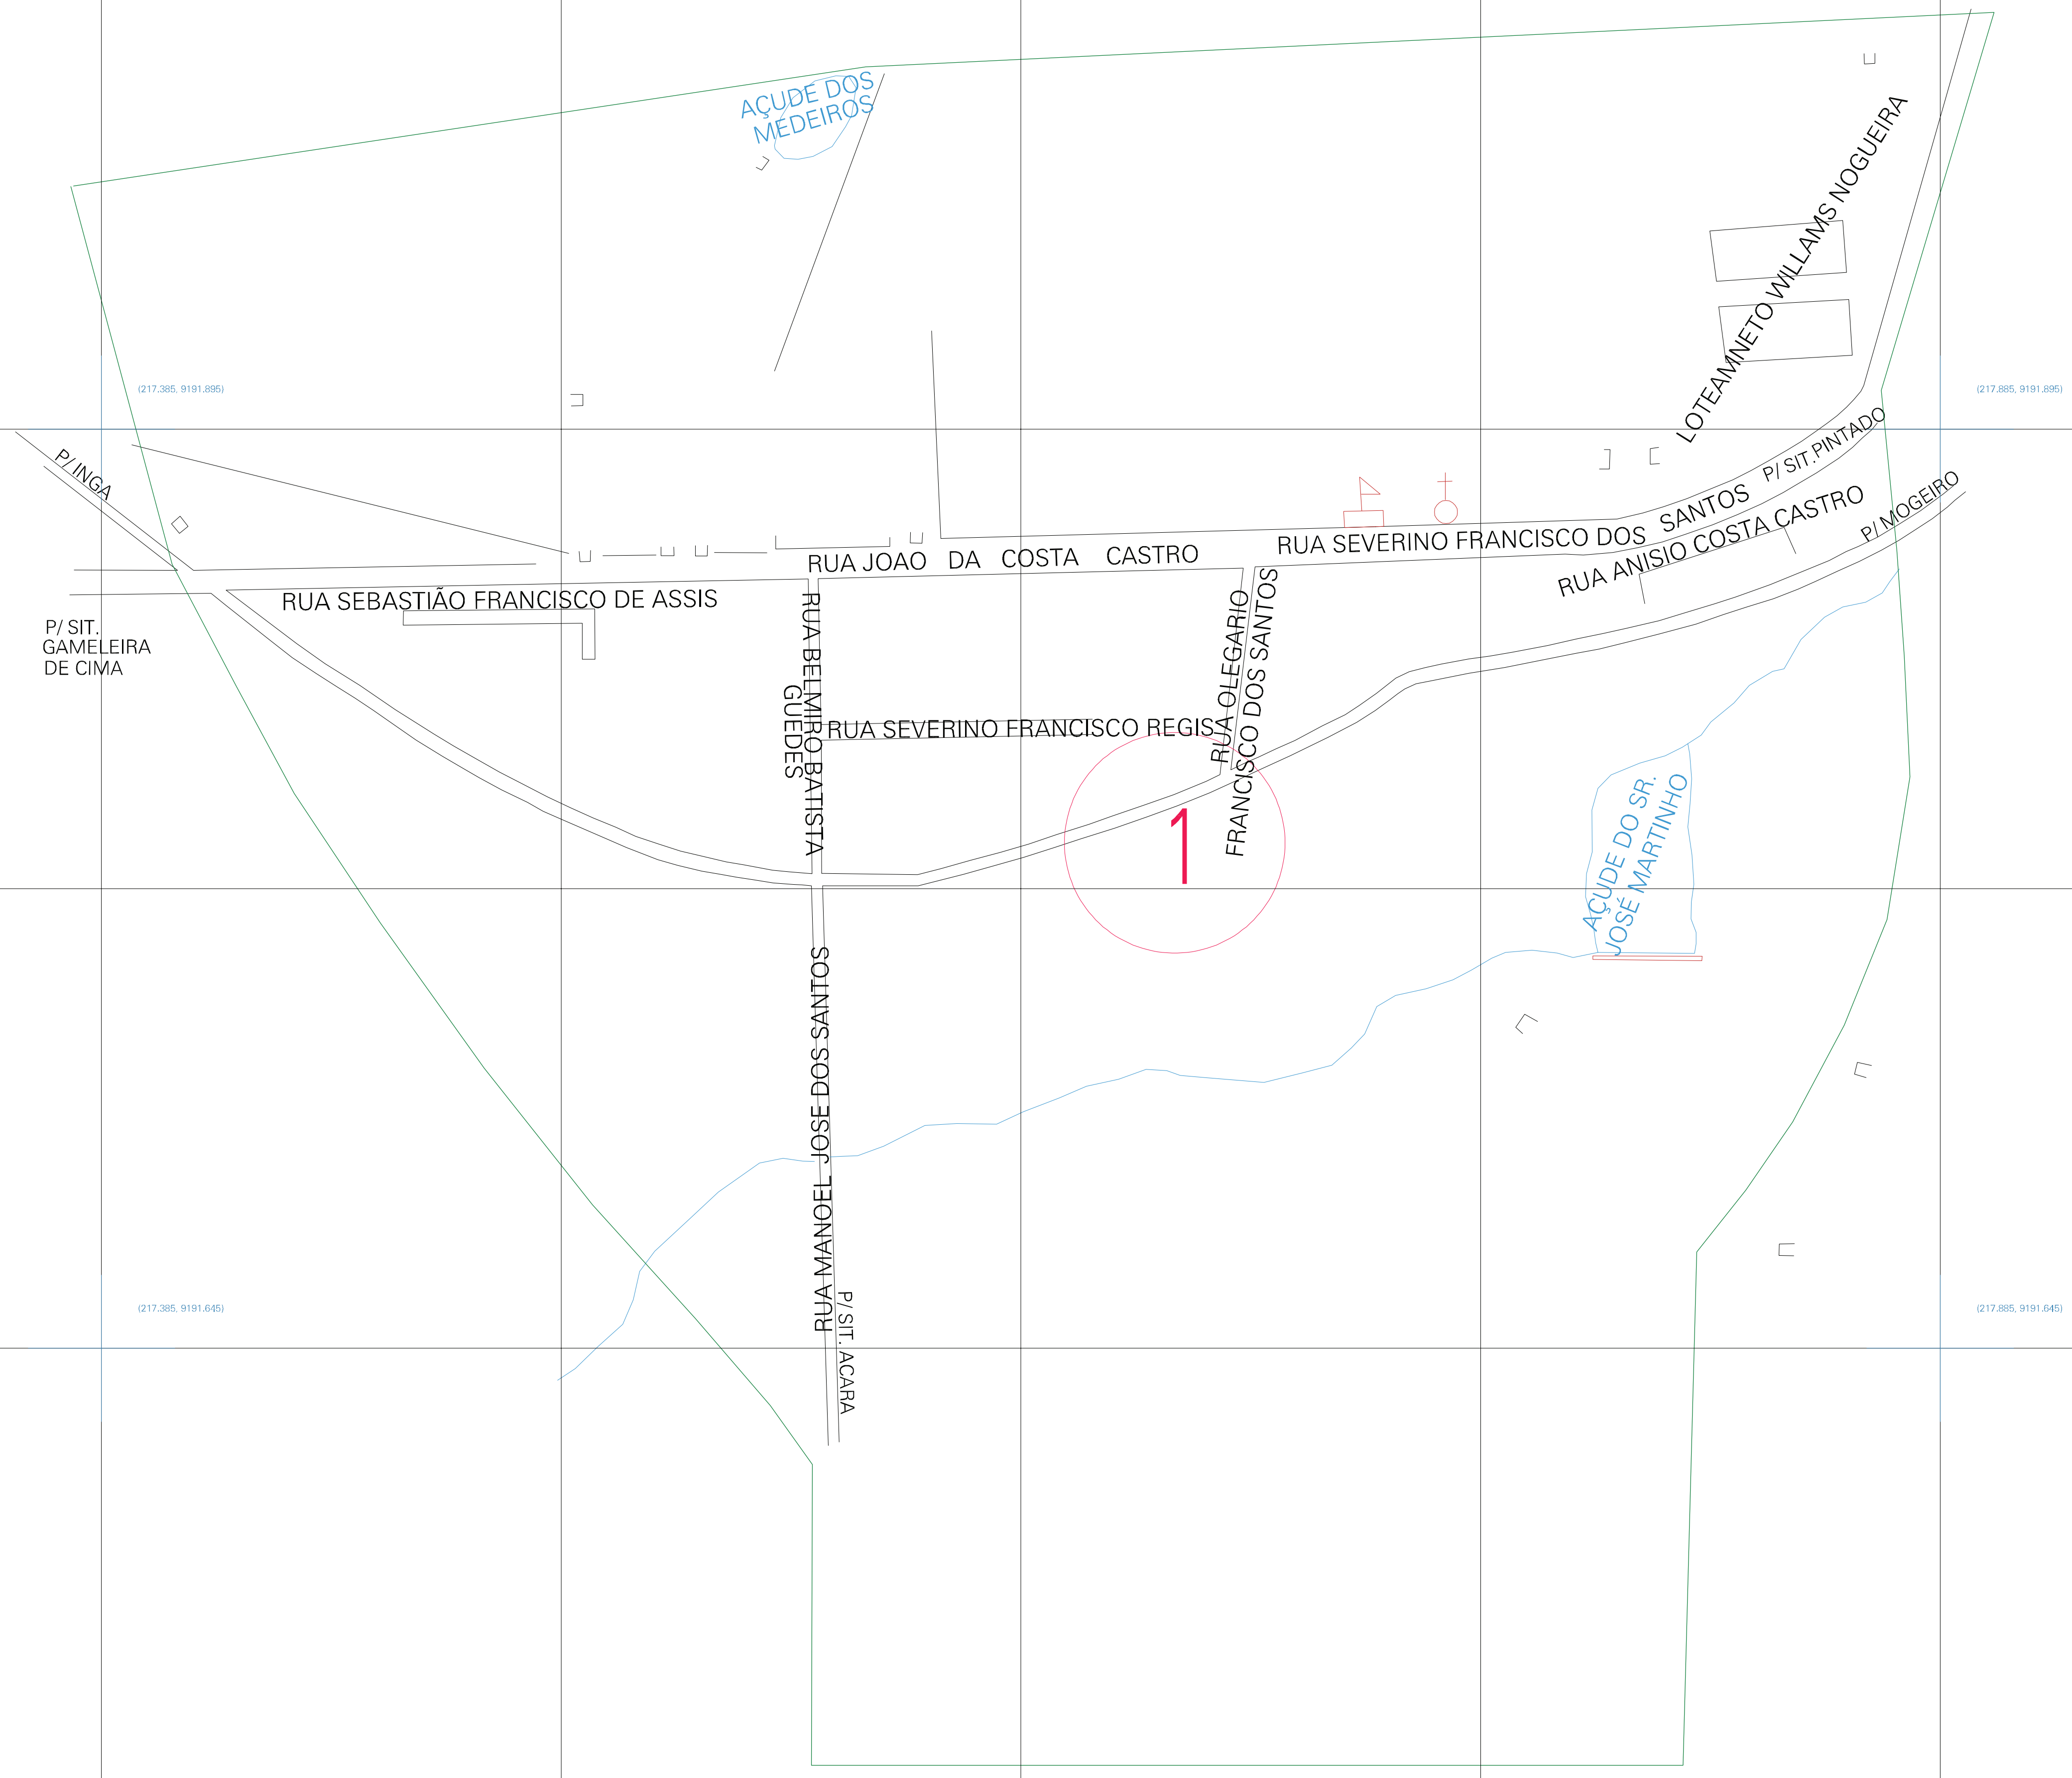 AÇUDE DOS
MEDEIROS
LOTEAMNETO WILLAMS NOGUEIRA
(217.385, 9191.895)
(217.885, 9191.895)
P/ INGA
P/ SIT. PINTADO
P/ MOGEIRO
RUA JOAO DA COSTA CASTRO
RUA SEVERINO FRANCISCO DOS SANTOS
RUA ANISIO COSTA CASTRO
RUA SEBASTIÃO FRANCISCO DE ASSIS
P/ SIT.
GAMELEIRA
DE CIMA
RUA BELMIRO BATISTA
GUEDES
RUA OLEGARIO
FRANCISCO DOS SANTOS
RUA SEVERINO FRANCISCO REGIS
1
AÇUDE DO SR.
JOSÉ MARTINHO
RUA MANOEL JOSE DOS SANTOS
P/ SIT. ACARA
(217.385, 9191.645)
(217.885, 9191.645)